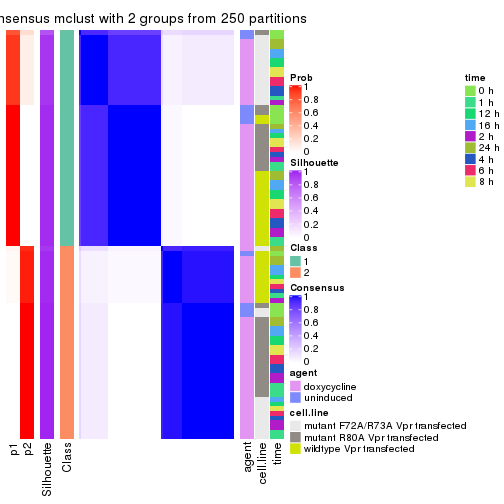 nsensus mclust with 2 groups from 250 partitions
Prob
1
0.8
0.6
0.4
0.2
0
Silhouette
1
0.8
0.6
0.4
0.2
0
Class
1
2
Consensus
1
0.8
0.6
0.4
0.2
0
agent
doxycycline
uninduced
cell.line
mutant F72A/R73A Vpr transfected
mutant R80A Vpr transfected
wildtype Vpr transfected
time
0 h
1 h
12 h
16 h
2 h
24 h
4 h
6 h
8 h
p1
p2
Silhouette
Class
agent
cell.line
time